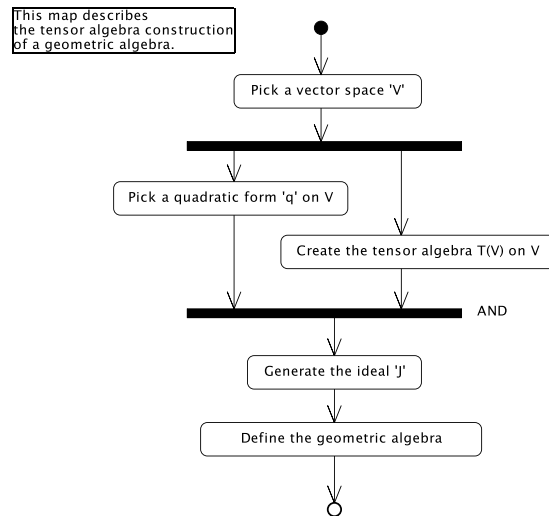 This map describes
the tensor algebra construction
of a geometric algebra.
Pick a vector space 'V'
Pick a quadratic form 'q' on V
Create the tensor algebra T(V) on V
AND
Generate the ideal 'J'
Define the geometric algebra